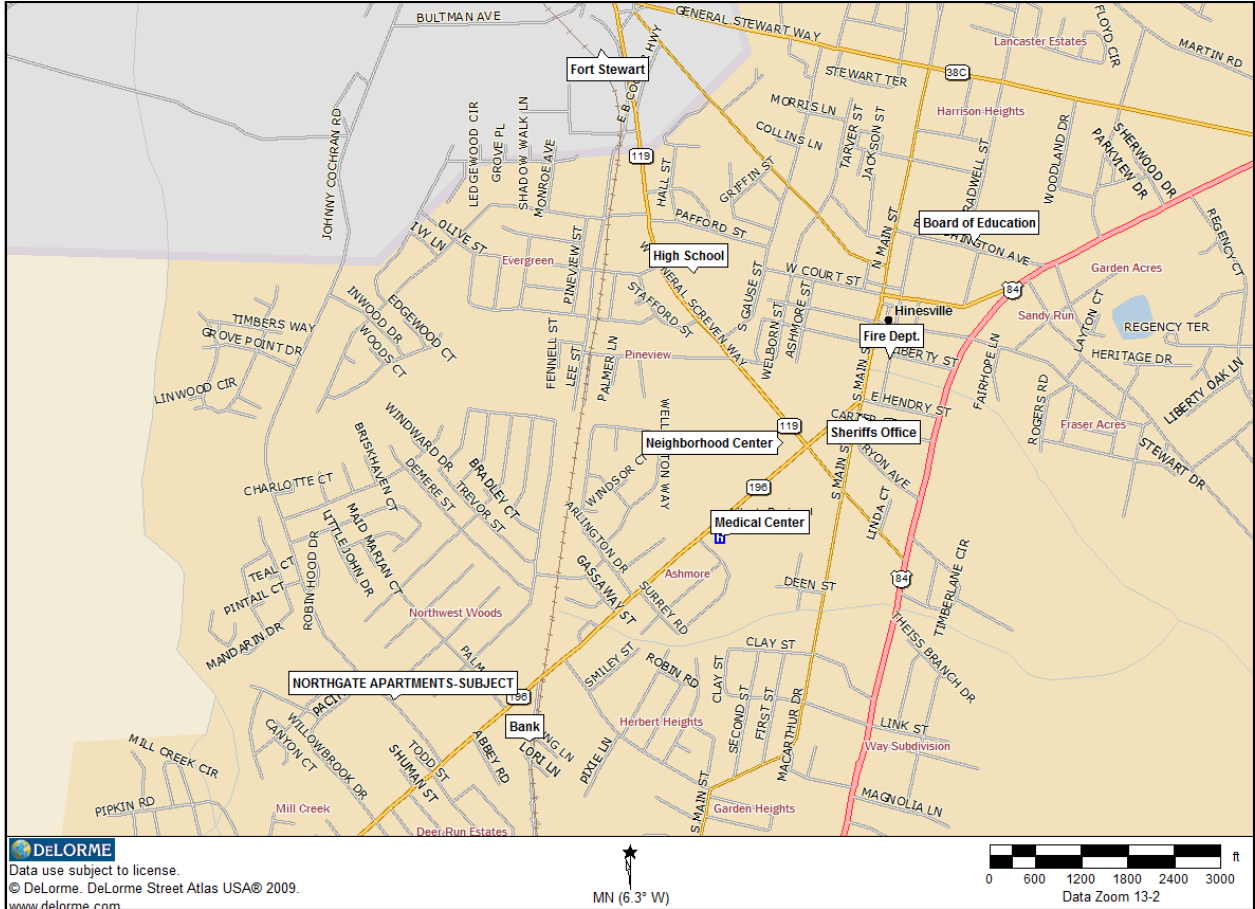 BULTMAN AVE
GENERAL STEWART WAY
FLOYD CIR
MARTIN RD
Lancaster Estates
Fort Stewart
STEWART TER
38C
MORRIS LN
Harrison Heights
COLLINS LN
TARVER ST
JACKSON ST
JOHNNY COCHRAN RD
LEDGEWOOD CIR
GROVE PL
SHADOW WALK LN
MONROE AVE
119
HALL ST
GRIFFIN ST
WOODLAND DR
SHERWOOD DR
PARKVIEW DR
PAFFORD ST
N MAIN ST
Board of Education
REGENCY CT
IW LN
OLIVE ST
Evergreen
PINEVIEW ST
High School
W COURT ST
Garden Acres
84
INWOOD DR
EDGEWOOD CT
WOODS CT
STAFFORD ST
S GAUSE ST
WELBORN ST
ASHMORE ST
Hinesville
Sandy Run
LAYTON CT
REGENCY TER
TIMBERS WAY
GROVE POINT DR
LINWOOD CIR
FENNELL ST
LEE ST
PALMER LN
Pineview
Fire Dept.
S MAIN S
FAIRHOPE LN
HERITAGE DR
ROGERS RD
LIBERTY OAK LN
E HENDRY ST
Fraser Acres
STEWART DR
WINDWARD DR
BRISKHAVEN CT
DEMERE ST
BRADLEY CT
TREVOR ST
119
Neighborhood Center
Sheriffs Office
S MAIN S
CHARLOTTE CT
WINDSOR C
196
LINDA CT
LITTLEJOHN DR
MAID MARIAN CT
ARLINGTON DR
Medical Center
H
TEAL CT
PINTAIL CT
ROBIN HOOD DR
MANDARIN DR
Northwest Woods
GASSAWAY ST
SURREY RD
Ashmore
DEEN ST
84
TIMBERLANE CIR
THEISS BRANCH DR
CLAY ST
NORTHGATE APARTMENTS-SUBJECT
196
SMILEY ST
ROBIN RD
CLAY ST
SECOND ST
FIRST ST
MACARTHUR DR
LINK ST
Way Subdivision
Bank
LORI LN
PIXIE LN
Herbert Heights
WILLOWBROOK DR
CANYON CT
MILL CREEK CIR
PIPKIN RD
Mill Creek
TODD ST
SHUMAN ST
ABBEY RD
Deer Run Estates
S MAIN ST
Garden Heights
MAGNOLIA LN
DELORME
Data use subject to license.
© DeLorme. DeLorme Street Atlas USA® 2009.
www.delorme.com
N
MN (6.3° W)
ft
0 600 1200 1800 2400 3000
Data Zoom 13-2